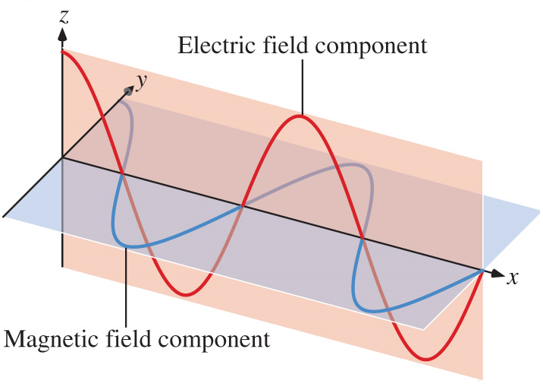 z
Electric field component
y
x
Magnetic field component